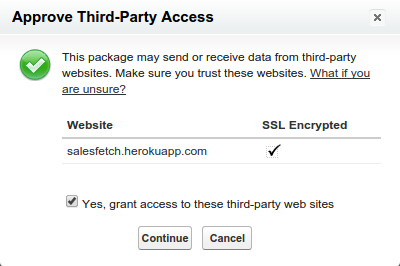 Approve Third-Party Access
This package may send or receive data from third-party
websites. Make sure you trust these websites. What if you
are unsure?
Website SSL Encrypted
salesfetch.herokuapp.com
Yes, grant access to these third-party web sites
Continue Cancel